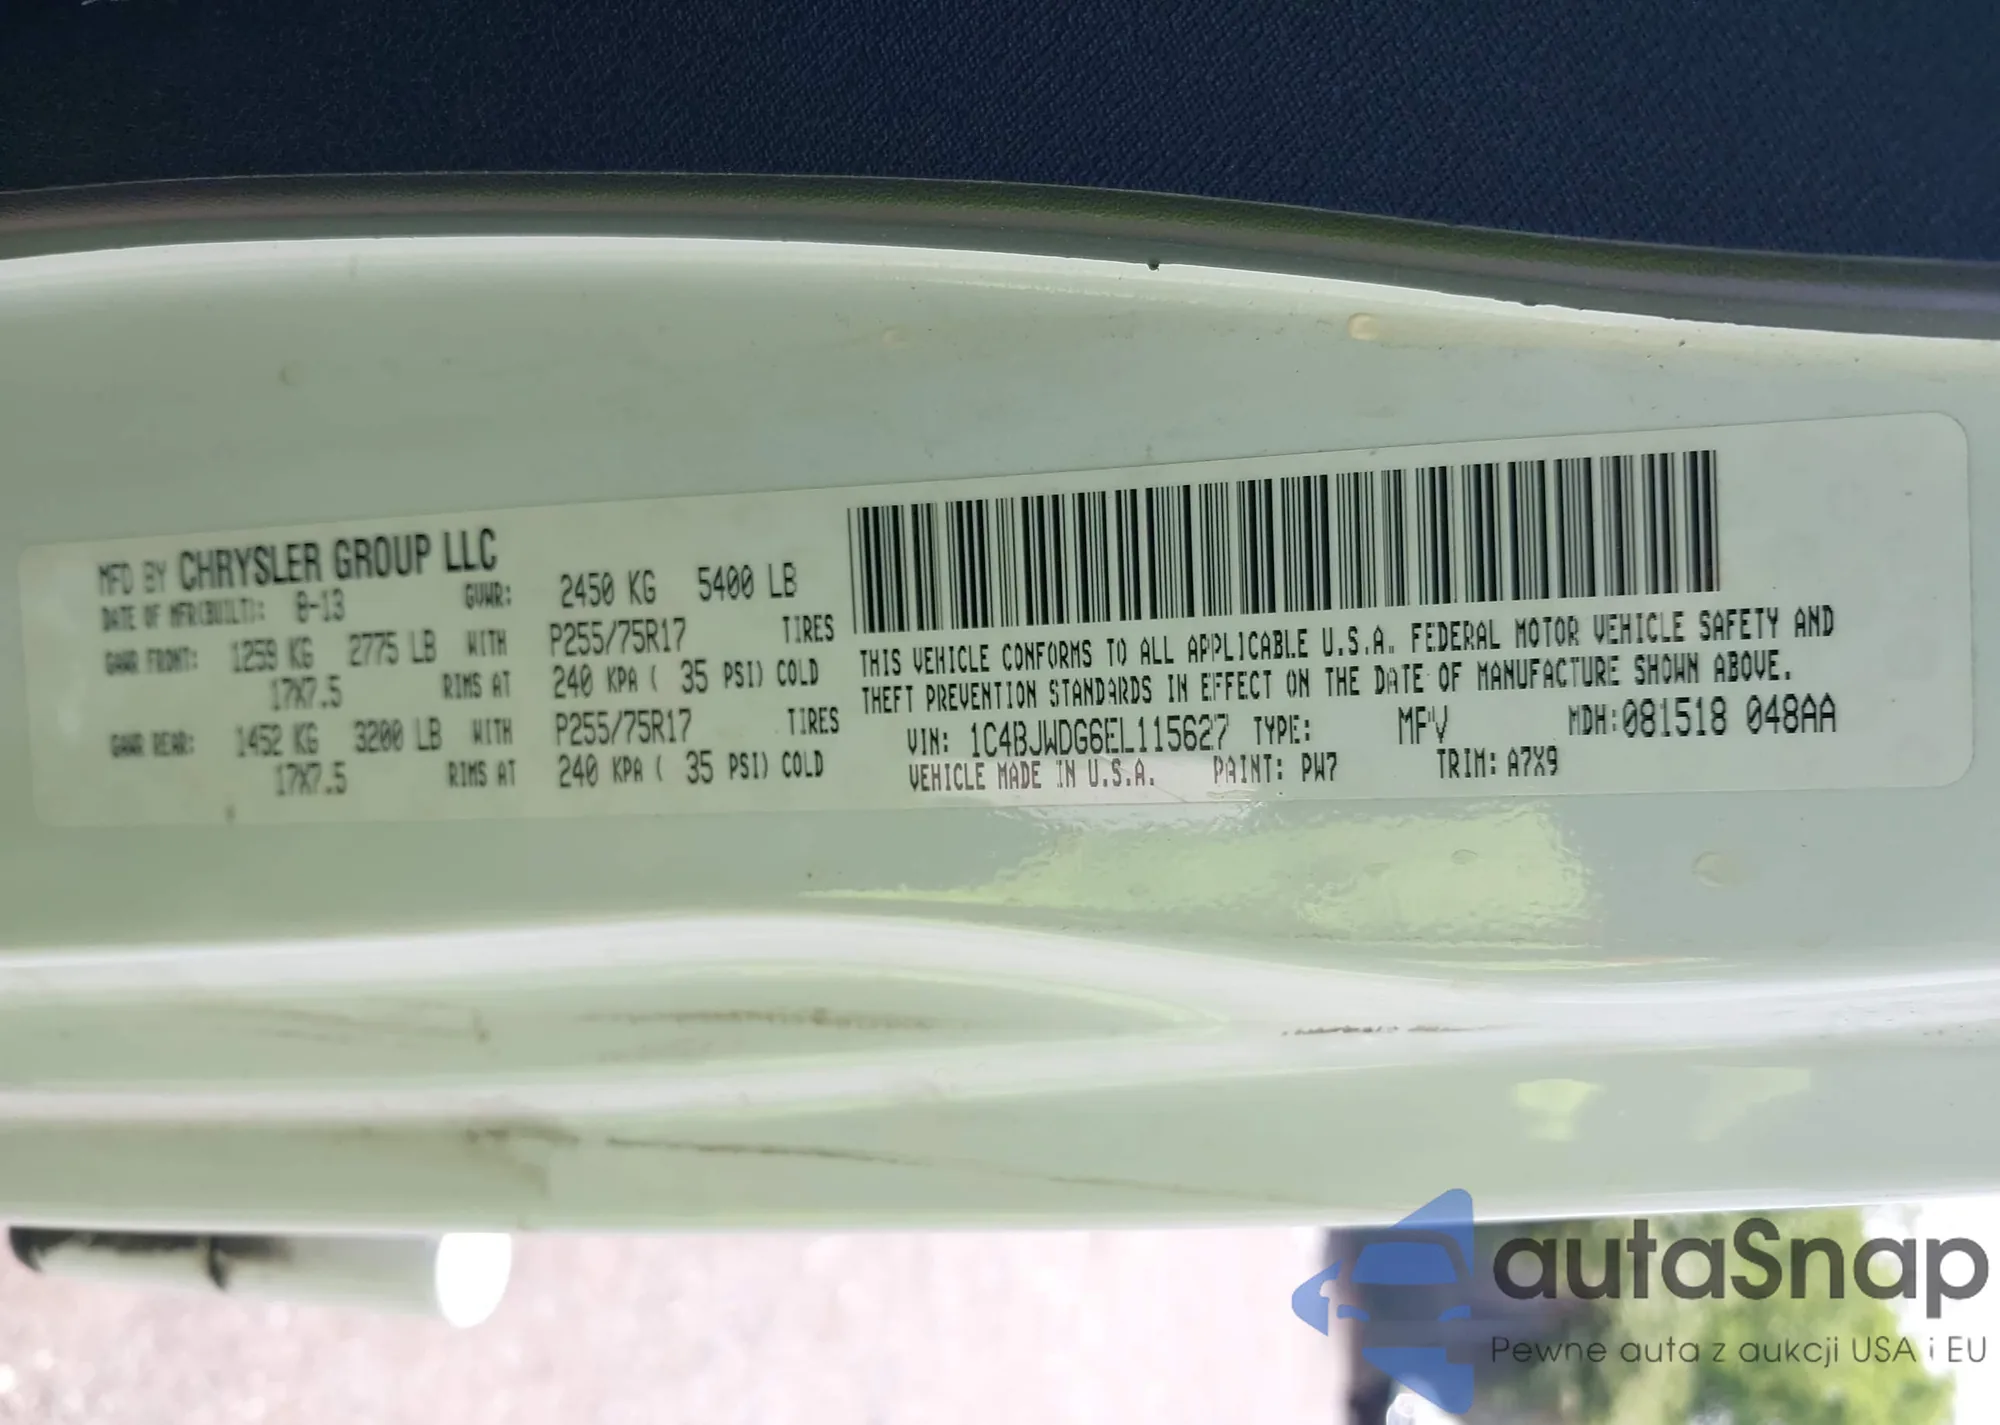 MFD BY CHRYSLER GROUP LLC
DATE OF MFR(BUILT): 8-13 GVWR: 2450 KG 5400 LB
GAWR FRONT: 1259 KG 2775 LB WITH P255/75R17 TIRES
17X7.5 RIMS AT 240 KPA ( 35 PSI) COLD
GAWR REAR: 1452 KG 3200 LB WITH P255/75R17 TIRES
17X7.5 RIMS AT 240 KPA ( 35 PSI) COLD
THIS VEHICLE CONFORMS TO ALL APPLICABLE U.S.A. FEDERAL MOTOR VEHICLE SAFETY AND
THEFT PREVENTION STANDARDS IN EFFECT ON THE DATE OF MANUFACTURE SHOWN ABOVE.
VIN: 1C4BJWDG6EL115627 TYPE: MPV MDH:081518 048AA
VEHICLE MADE IN U.S.A. PAINT: PW7 TRIM: A7X9
autaSnap
Pewne auta z aukcji USA i EU